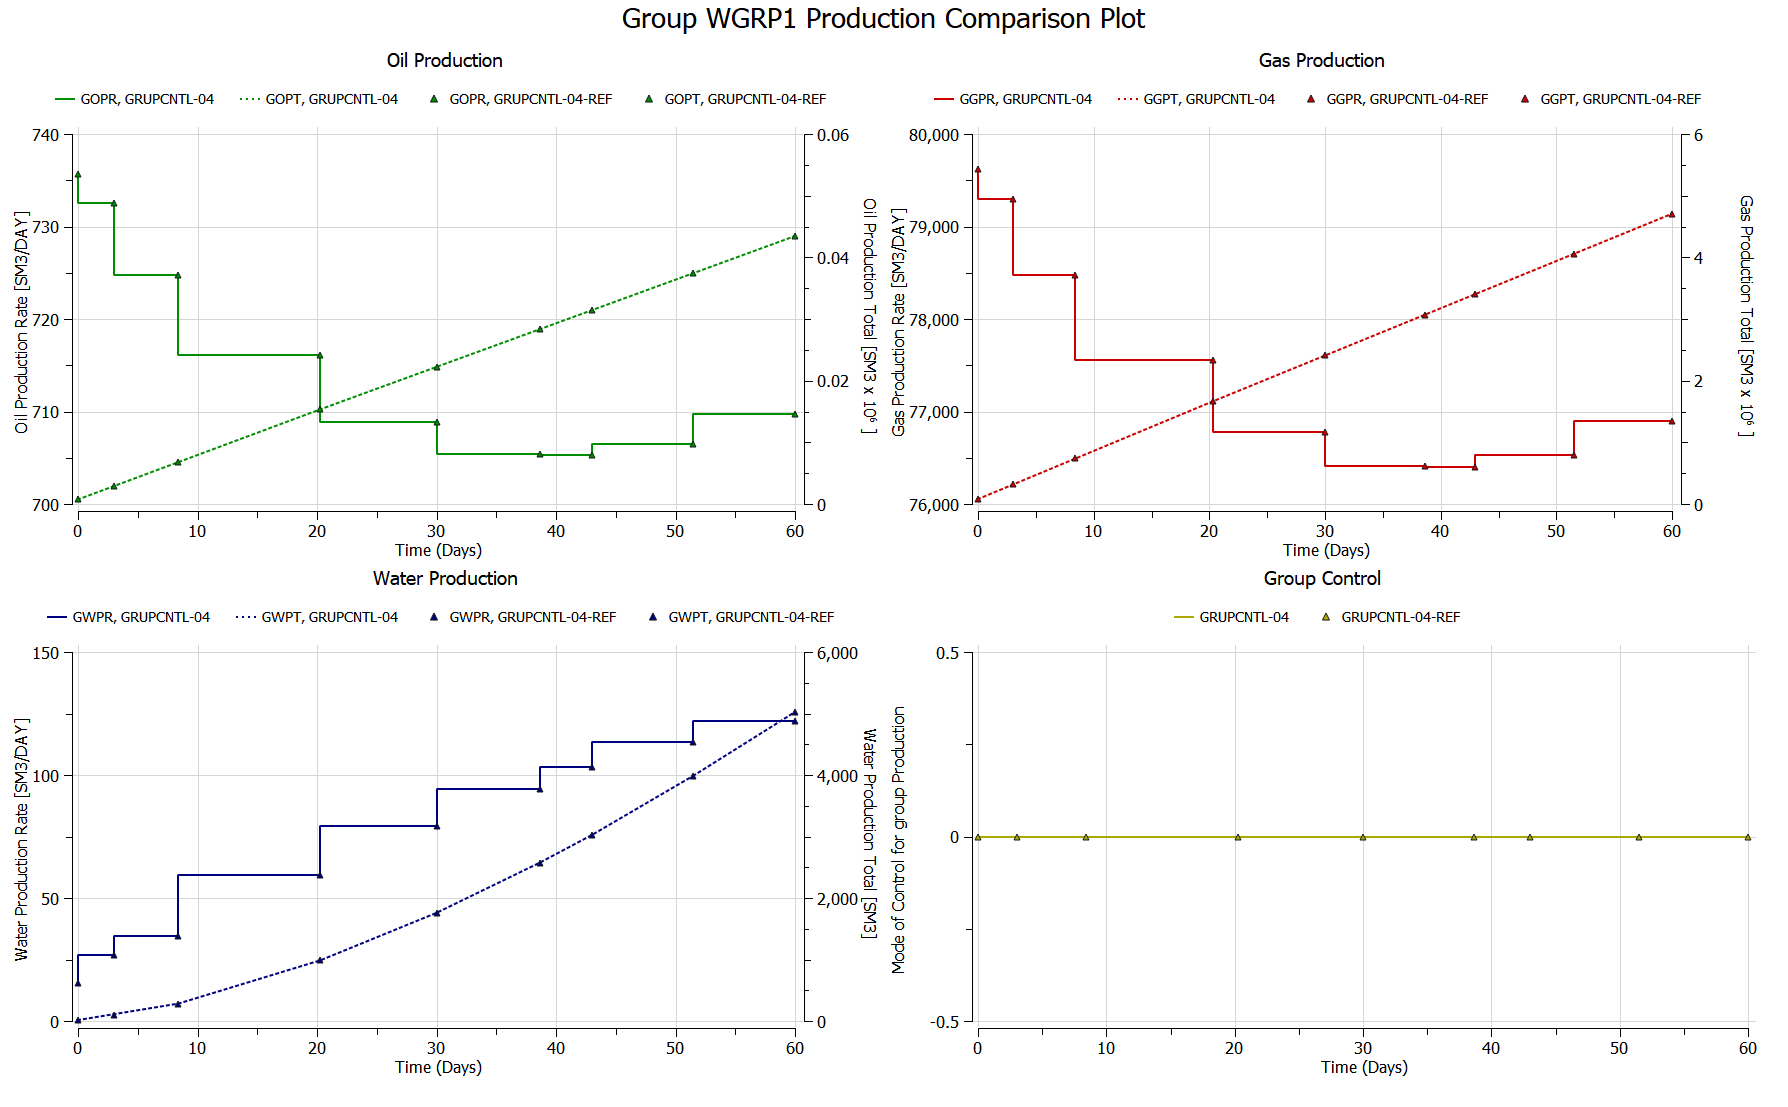 Group WGRP1 Production Comparison Plot
Oil Production
GOPR, GRUPCNTL-04 GOPT, GRUPCNTL-04 GOPR, GRUPCNTL-04-REF GOPT, GRUPCNTL-04-REF
740
730
720
710
700
Oil Production Rate [SM3/DAY]
0.06
0.04
0.02
0
Oil Production Total [SM3 x 10⁶ ]
0 10 20 30 40 50 60
Time (Days)
Gas Production
GGPR, GRUPCNTL-04 GGPT, GRUPCNTL-04 GGPR, GRUPCNTL-04-REF GGPT, GRUPCNTL-04-REF
80,000
79,000
78,000
77,000
76,000
Gas Production Rate [SM3/DAY]
6
4
2
0
Gas Production Total [SM3 x 10⁶ ]
0 10 20 30 40 50 60
Time (Days)
Water Production
GWPR, GRUPCNTL-04 GWPT, GRUPCNTL-04 GWPR, GRUPCNTL-04-REF GWPT, GRUPCNTL-04-REF
150
100
50
0
Water Production Rate [SM3/DAY]
6,000
4,000
2,000
0
Water Production Total [SM3]
0 10 20 30 40 50 60
Time (Days)
Group Control
GRUPCNTL-04 GRUPCNTL-04-REF
0.5
0
-0.5
Mode of Control for group Production
0 10 20 30 40 50 60
Time (Days)